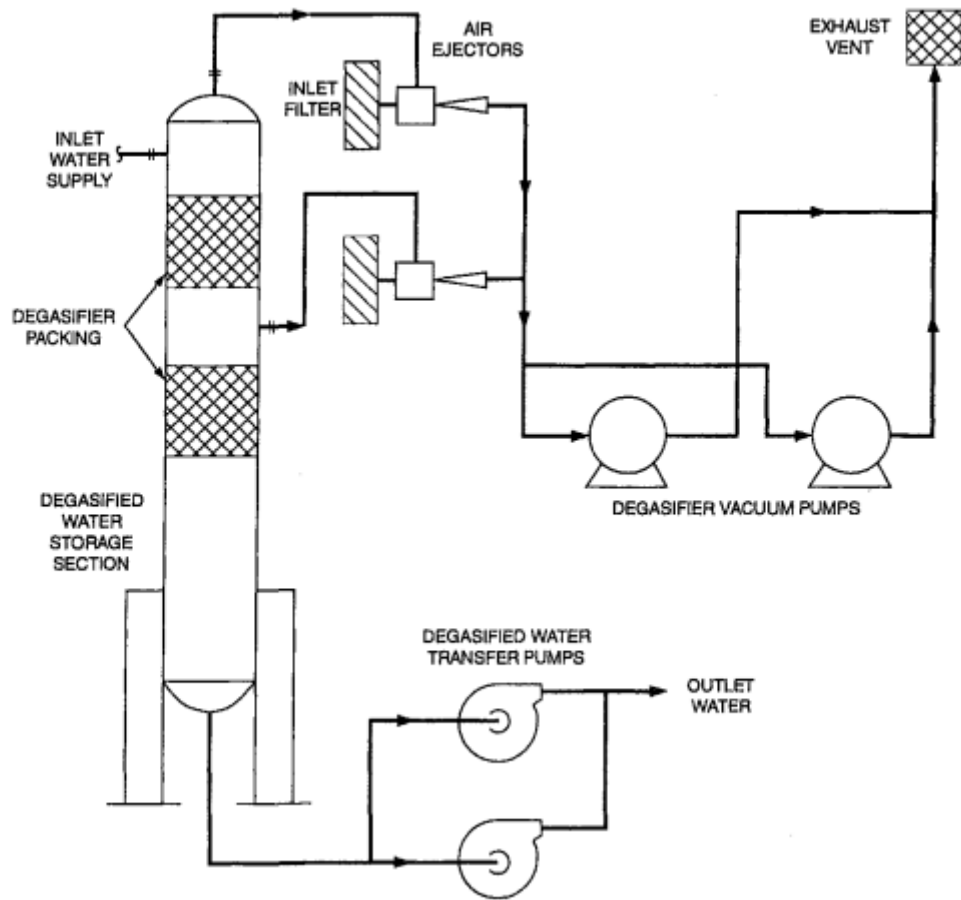 AIR
EJECTORS
EXHAUST
VENT
INLET
FILTER
INLET
WATER
SUPPLY
DEGASIFIER
PACKING
DEGASIFIER VACUUM PUMPS
DEGASIFIED
WATER
STORAGE
SECTION
DEGASIFIED WATER
TRANSFER PUMPS
OUTLET
WATER